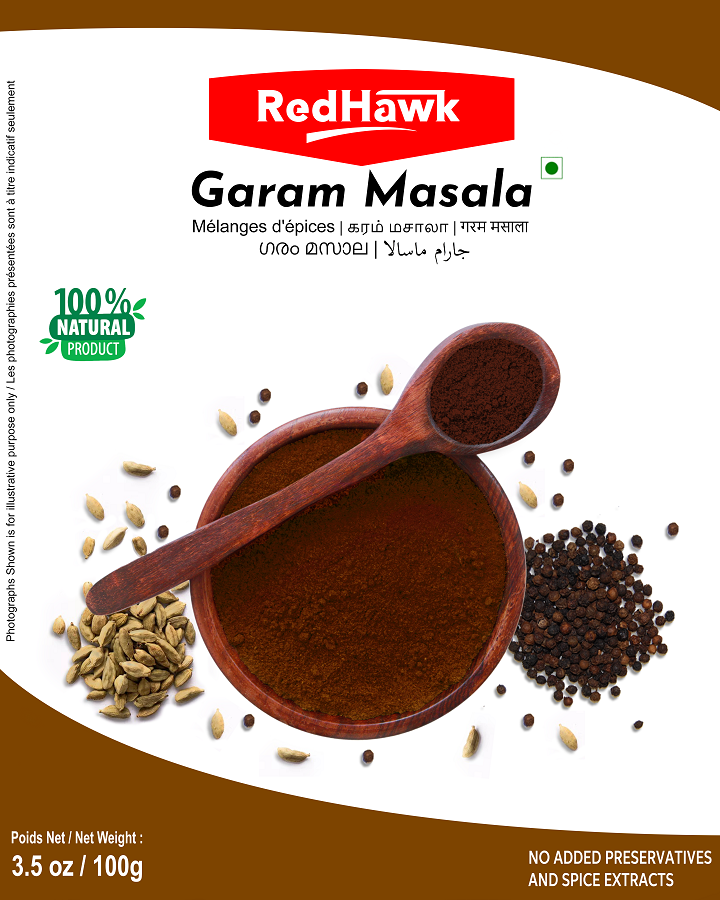 RedHawk
Garam Masala
Mélanges d'épices | கரம் மசாலா | गरम मसाला
ഗരം മസാല | جارام ماسالا
100%
NATURAL
PRODUCT
Photographs Shown is for illustrative purpose only / Les photographies présentées sont à titre indicatif seulement
Poids Net / Net Weight :
3.5 oz / 100g
NO ADDED PRESERVATIVES
AND SPICE EXTRACTS